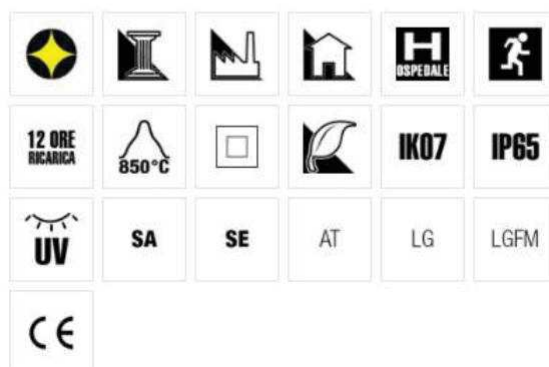 H
OSPEDALE
12 ORE
RICARICA
850°C
IK07
IP65
UV
SA
SE
AT
LG
LGFM
CE